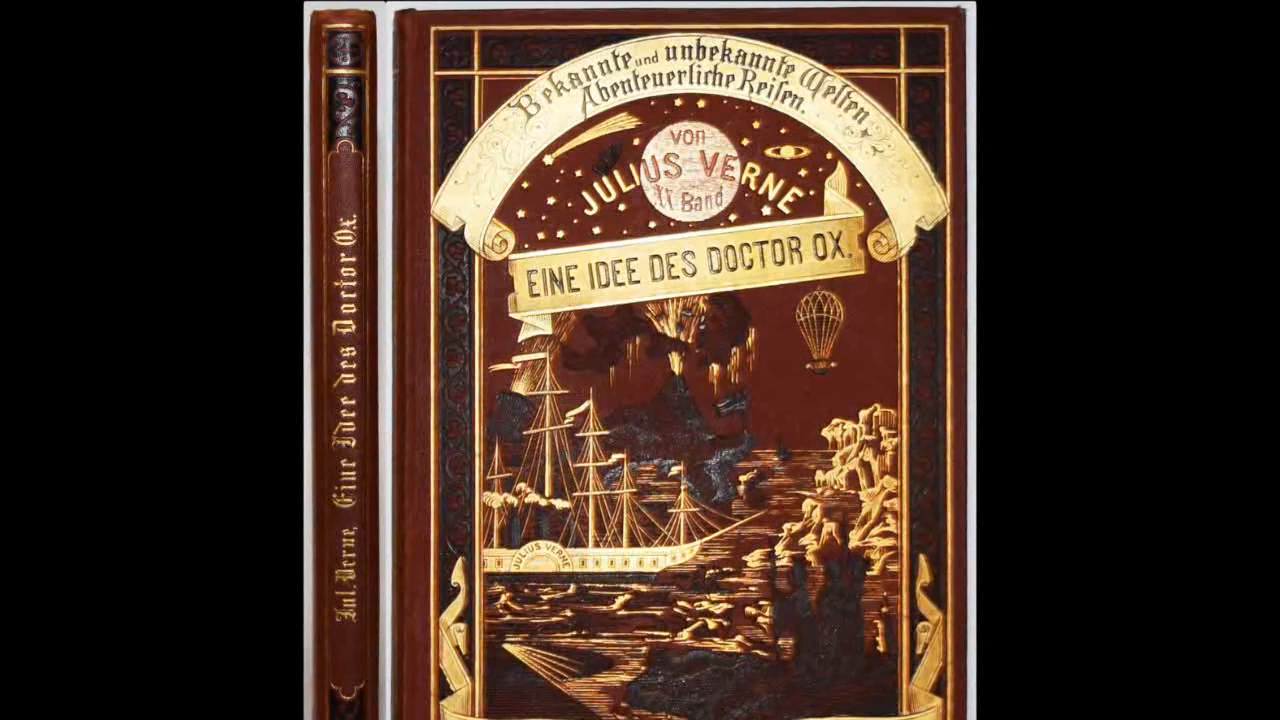 Jul. Verne, Eine Idee des Doctor Ox.
Bekannte und unbekannte Welten
Abenteuerliche Reisen.
von
JULIUS VERNE
Band
EINE IDEE DES DOCTOR OX.
JULIUS VERNE